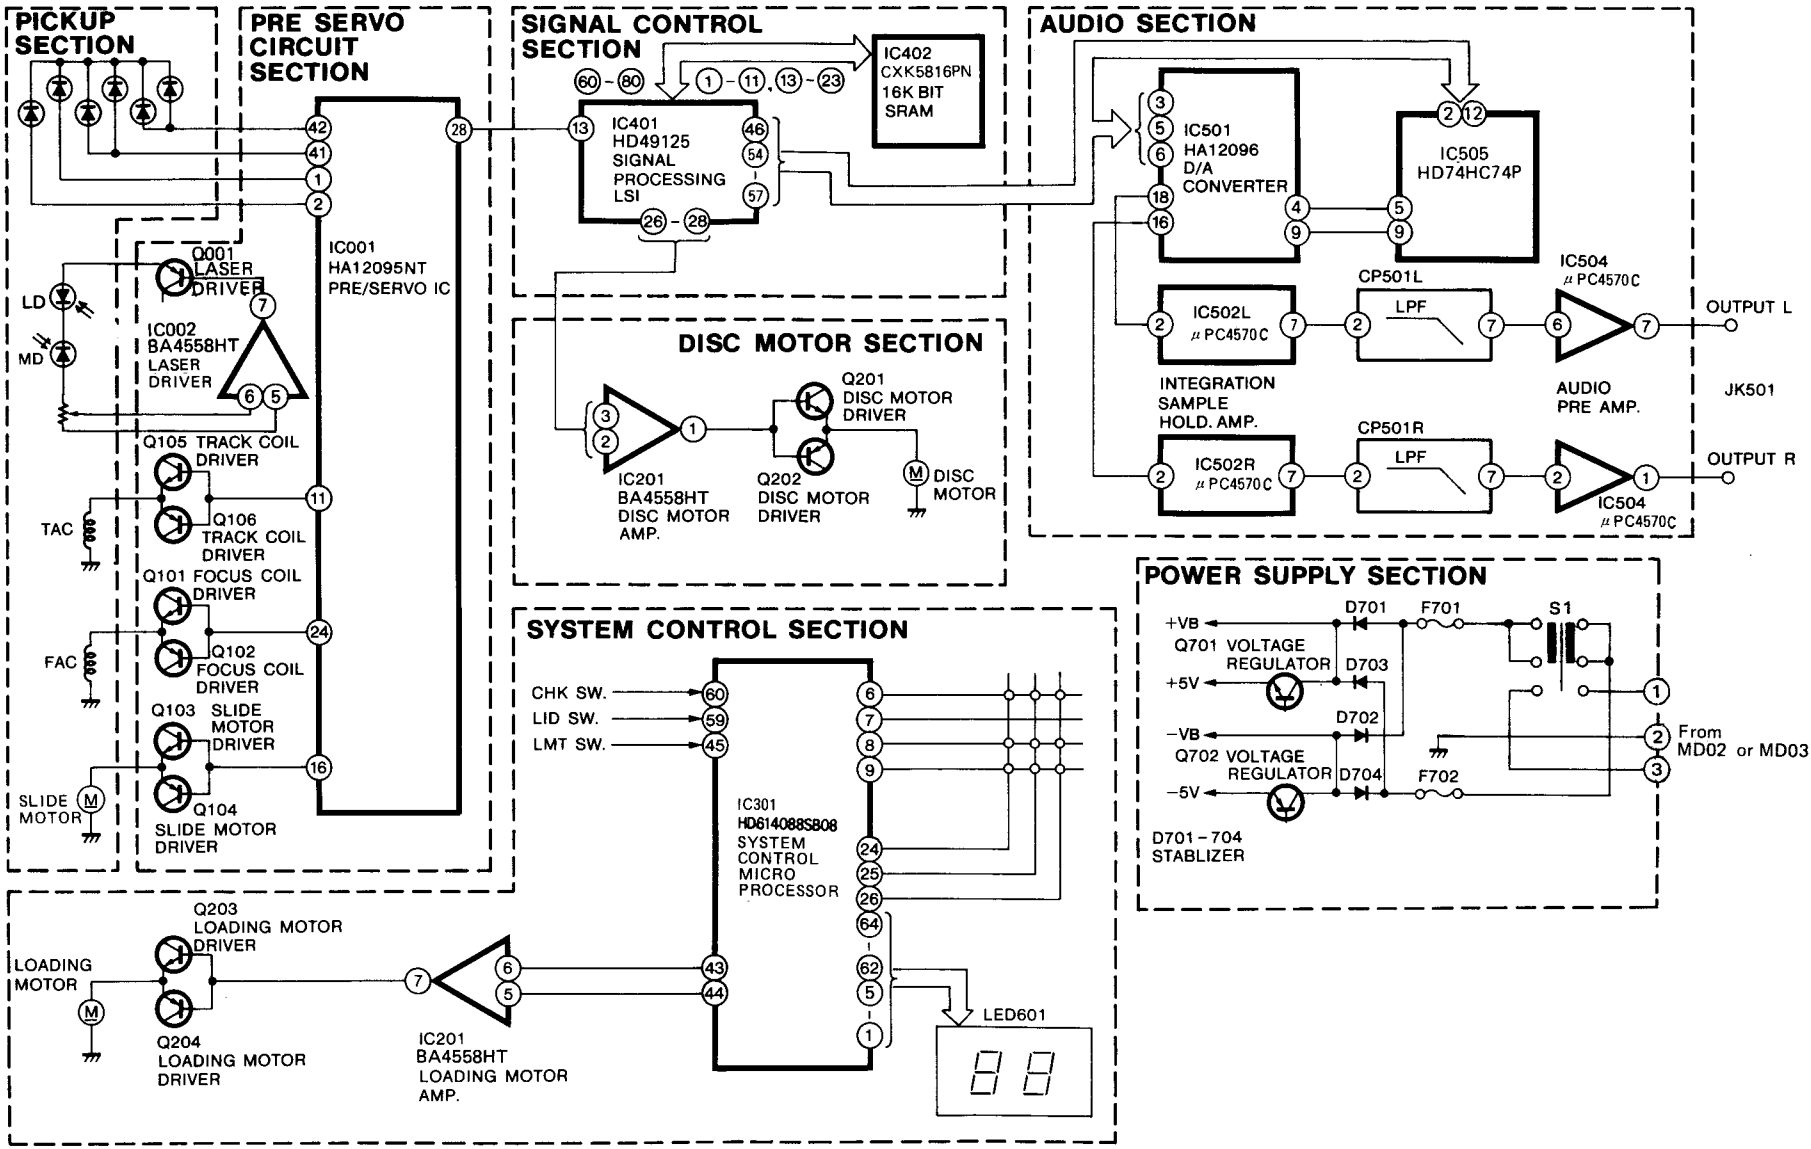 PICKUP
SECTION
PRE SERVO
CIRCUIT
SECTION
42
41
1
2
28
IC001
HA12095NT
PRE/SERVO IC
Q001
LASER
DRIVER
7
LD
MD
IC002
BA4558HT
LASER
DRIVER
6 5
Q105 TRACK COIL
DRIVER
11
TAC
Q106
TRACK COIL
DRIVER
Q101 FOCUS COIL
DRIVER
24
FAC
Q102
FOCUS COIL
DRIVER
Q103 SLIDE
MOTOR
DRIVER
16
SLIDE
MOTOR
M
Q104
SLIDE MOTOR
DRIVER
SIGNAL CONTROL
SECTION
60 - 80
1 - 11, 13 - 23
IC402
CXK5816PN
16K BIT
SRAM
13
IC401
HD49125
SIGNAL
PROCESSING
LSI
46
54
57
26 - 28
DISC MOTOR SECTION
3
2
1
IC201
BA4558HT
DISC MOTOR
AMP.
Q201
DISC MOTOR
DRIVER
Q202
DISC MOTOR
DRIVER
M
DISC
MOTOR
AUDIO SECTION
3
5
6
18
16
IC501
HA12096
D/A
CONVERTER
4
9
2 12
IC505
HD74HC74P
5
9
2
IC502L
μPC4570C
7
CP501L
2
LPF
7
IC504
μPC4570C
6
7
OUTPUT L
INTEGRATION
SAMPLE
HOLD. AMP.
AUDIO
PRE AMP.
JK501
2
IC502R
μPC4570C
7
CP501R
2
LPF
7
2
1
IC504
μPC4570C
OUTPUT R
POWER SUPPLY SECTION
D701
F701
S1
+VB
Q701 VOLTAGE
REGULATOR
D703
+5V
1
D702
-VB
Q702 VOLTAGE
REGULATOR
D704
F702
-5V
2
3
From
MD02 or MD03
D701-704
STABLIZER
SYSTEM CONTROL SECTION
CHK SW.
LID SW.
LMT SW.
60
59
45
6
7
8
9
IC301
HD614088SB08
SYSTEM
CONTROL
MICRO
PROCESSOR
24
25
26
64
62
5
1
43
44
LED601
88
Q203
LOADING MOTOR
DRIVER
LOADING
MOTOR
M
Q204
LOADING MOTOR
DRIVER
7
6
5
IC201
BA4558HT
LOADING MOTOR
AMP.